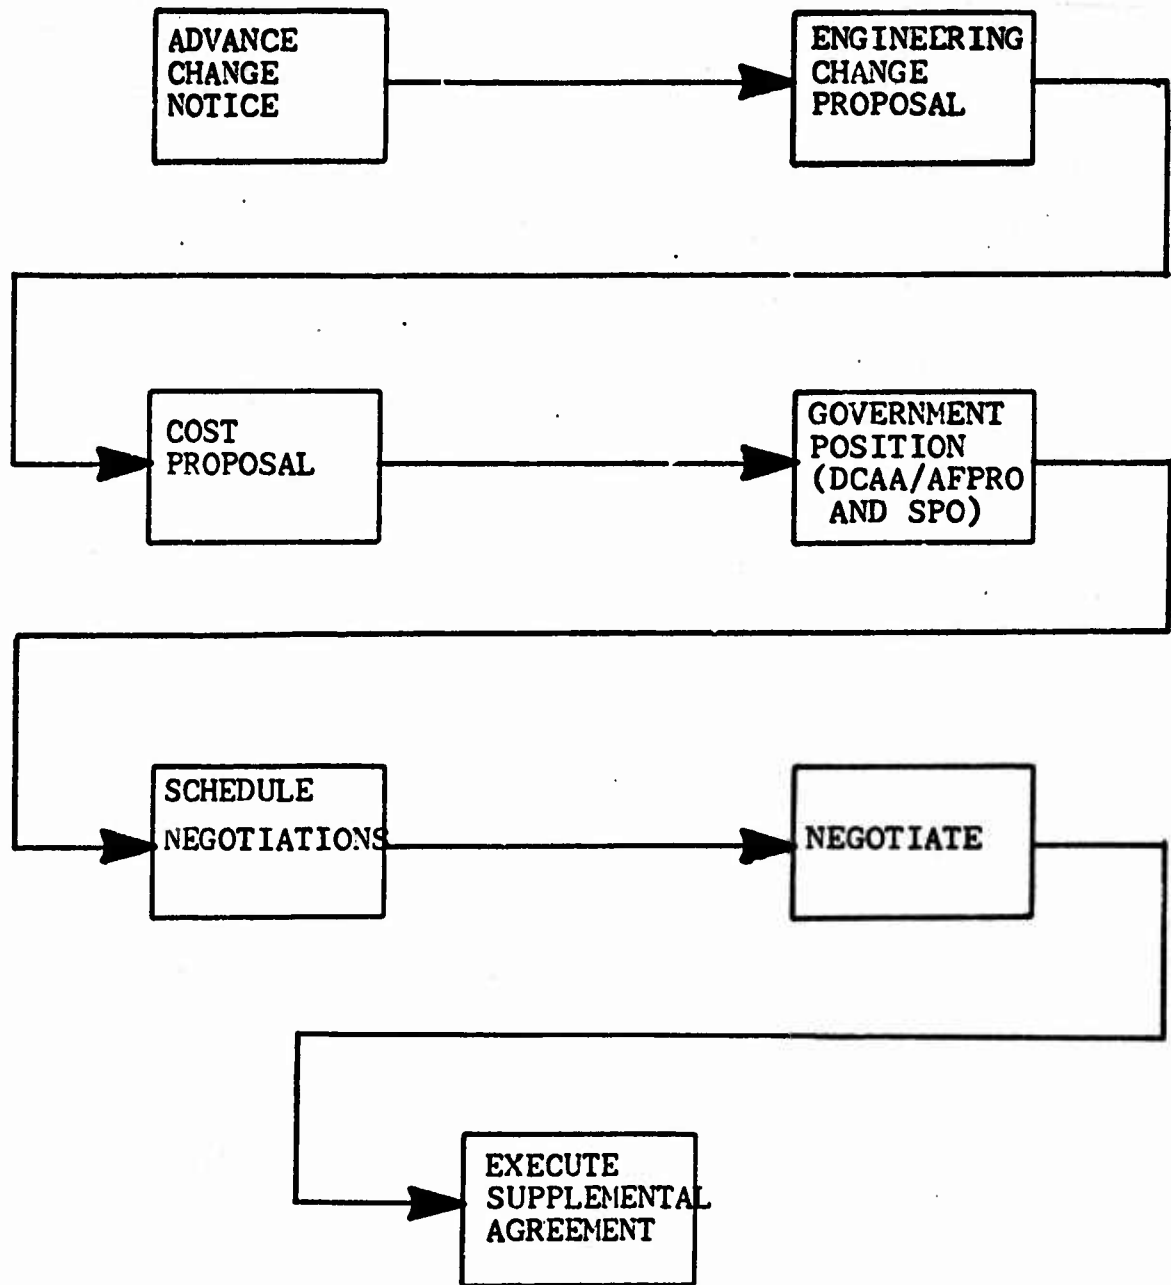 ADVANCE
CHANGE
NOTICE
ENGINEERING
CHANGE
PROPOSAL
COST
PROPOSAL
GOVERNMENT
POSITION
(DCAA/AFPRO
AND SPO)
SCHEDULE
NEGOTIATIONS
NEGOTIATE
EXECUTE
SUPPLEMENTAL
AGREEMENT